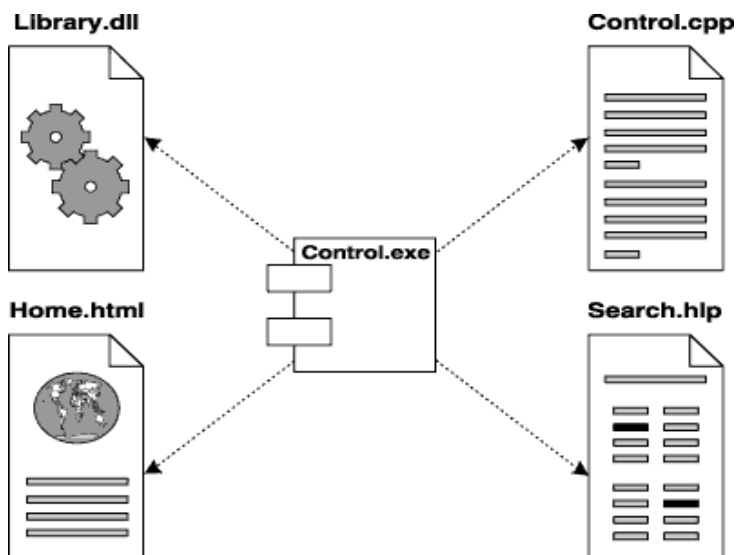 Library.dll
Control.cpp
Control.exe
Home.html
Search.hlp